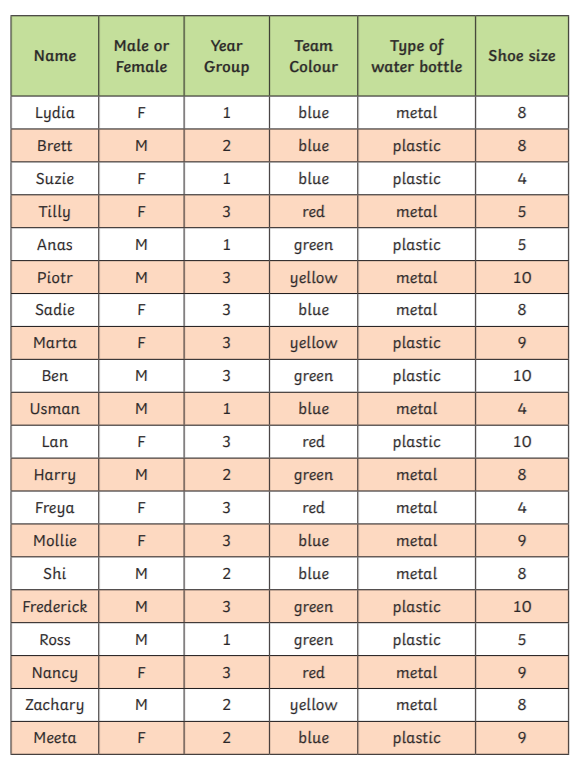 Name Male or Female Year Group Team Colour Type of water bottle Shoe size
Lydia F 1 blue metal 8
Brett M 2 blue plastic 8
Suzie F 1 blue plastic 4
Tilly F 3 red metal 5
Anas M 1 green plastic 5
Piotr M 3 yellow metal 10
Sadie F 3 blue metal 8
Marta F 3 yellow plastic 9
Ben M 3 green plastic 10
Usman M 1 blue metal 4
Lan F 3 red plastic 10
Harry M 2 green metal 8
Freya F 3 red metal 4
Mollie F 3 blue metal 9
Shi M 2 blue metal 8
Frederick M 3 green plastic 10
Ross M 1 green plastic 5
Nancy F 3 red metal 9
Zachary M 2 yellow metal 8
Meeta F 2 blue plastic 9